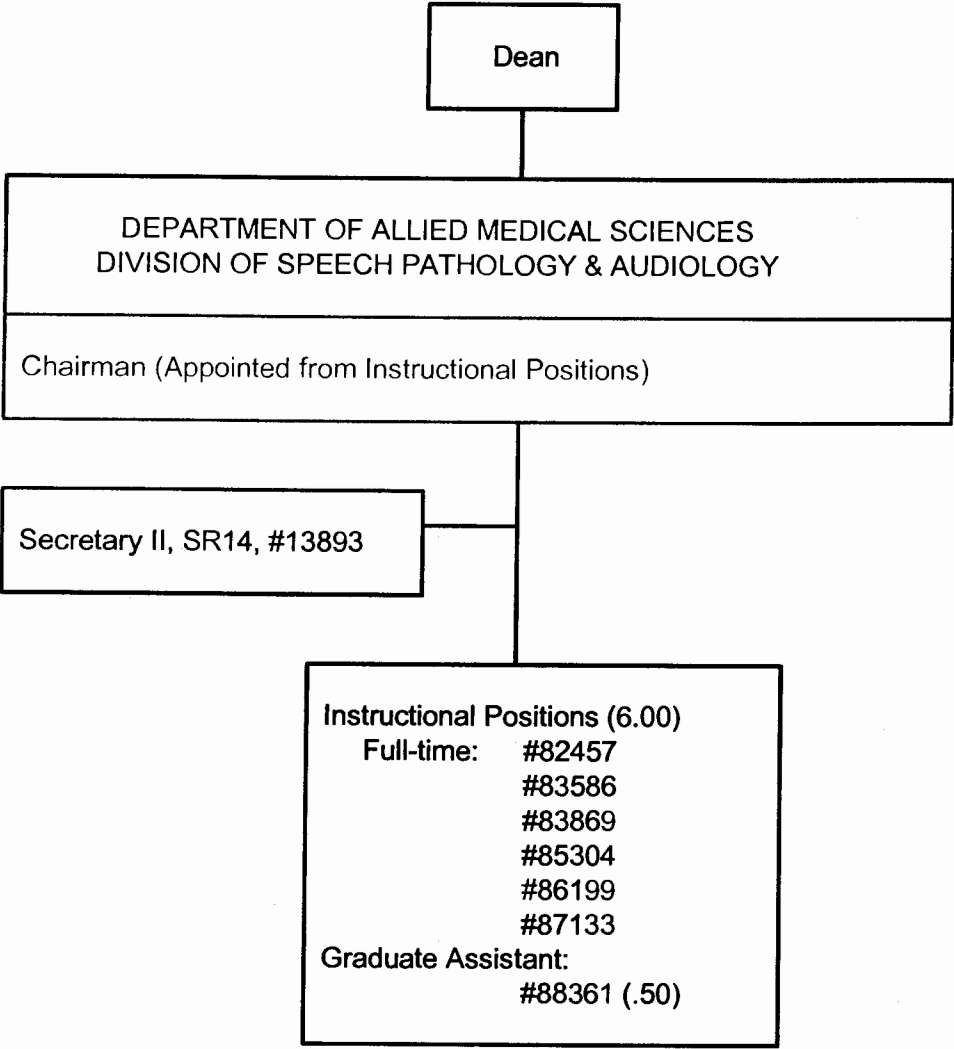 Dean
DEPARTMENT OF ALLIED MEDICAL SCIENCES
DIVISION OF SPEECH PATHOLOGY & AUDIOLOGY
Chairman (Appointed from Instructional Positions)
Secretary II, SR14, #13893
Instructional Positions (6.00)
Full-time: #82457
#83586
#83869
#85304
#86199
#87133
Graduate Assistant:
#88361 (.50)